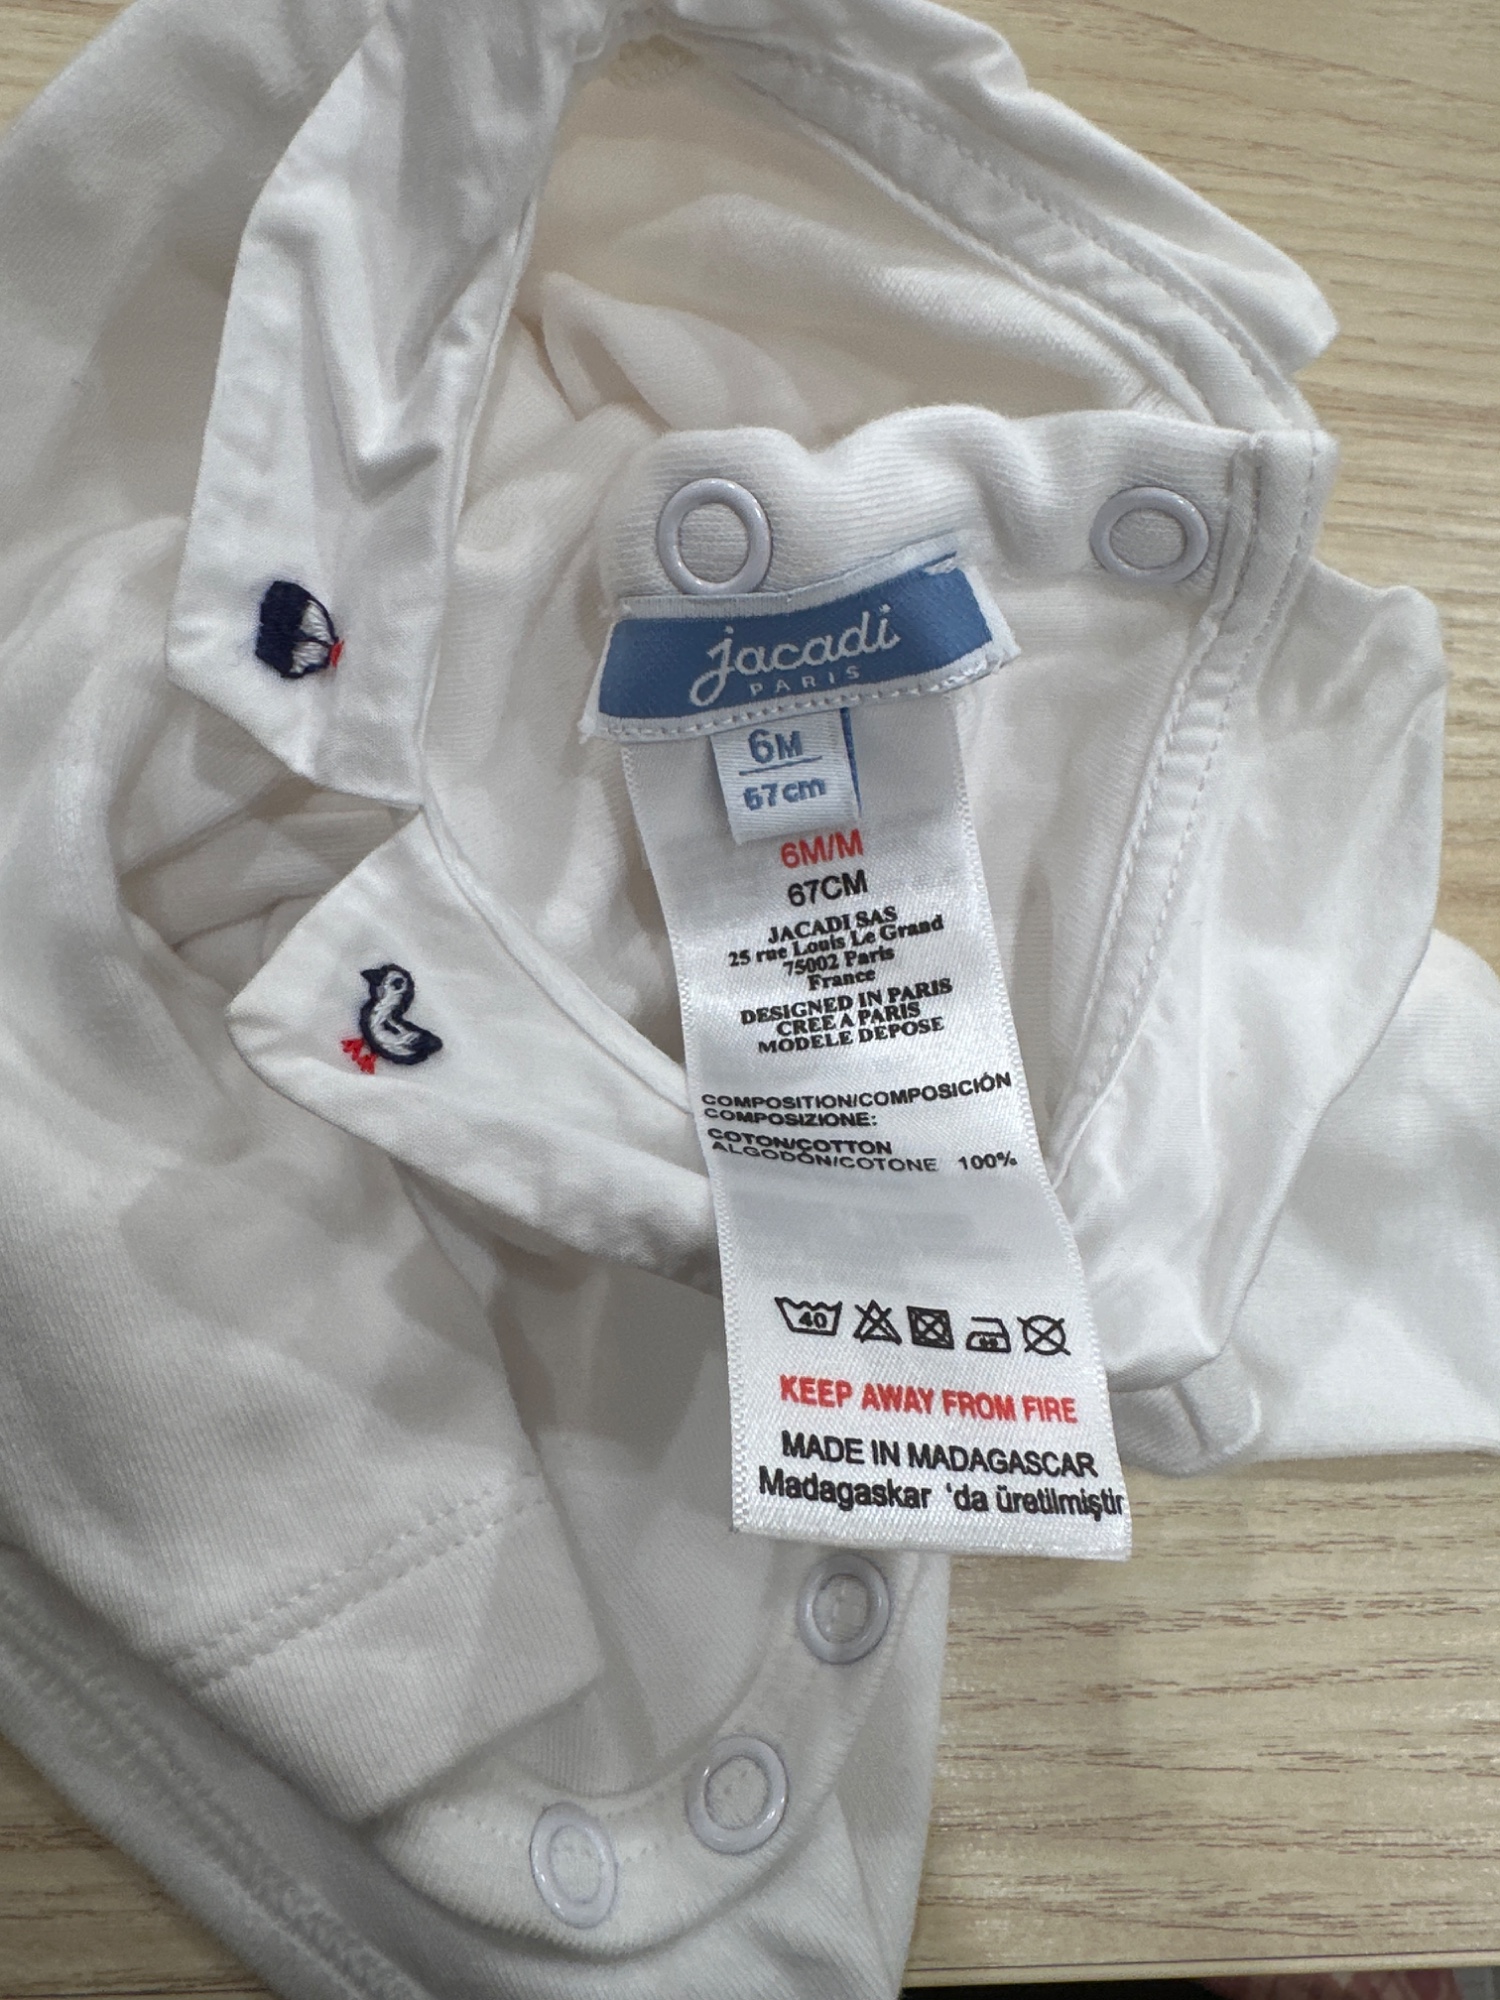 jacadi
PARIS
6M
67cm
6M/M
67CM
JACADI SAS
25 rue Louis Le Grand
75002 Paris
France
DESIGNED IN PARIS
CREE A PARIS
MODELE DEPOSE
COMPOSITION/COMPOSICIÓN
COMPOSIZIONE:
COTON/COTTON
ALGODÓN/COTONE 100%
40
KEEP AWAY FROM FIRE
MADE IN MADAGASCAR
Madagaskar 'da üretilmiştir